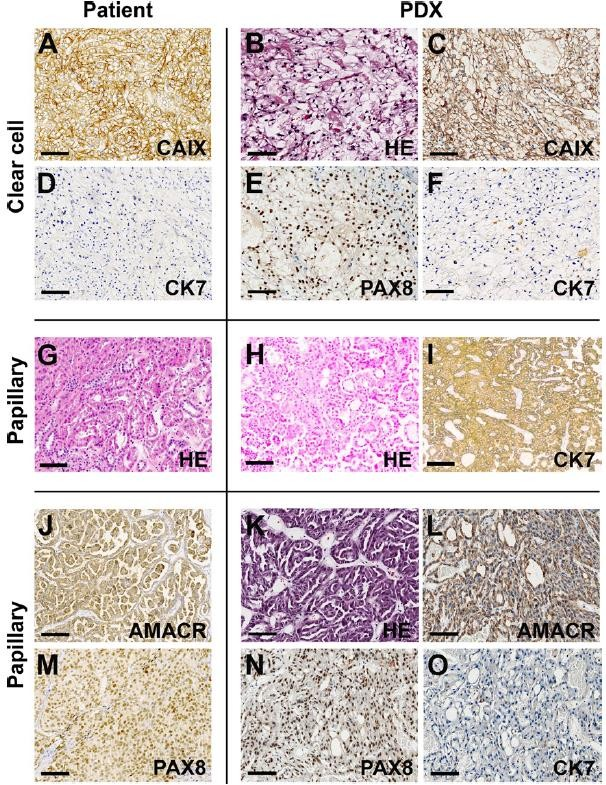 Patient PDX
Clear cell
A CAIX B HE C CAIX
D CK7 E PAX8 F CK7
Papillary
G HE H HE I CK7
Papillary
J AMACR K HE L AMACR
M PAX8 N PAX8 O CK7